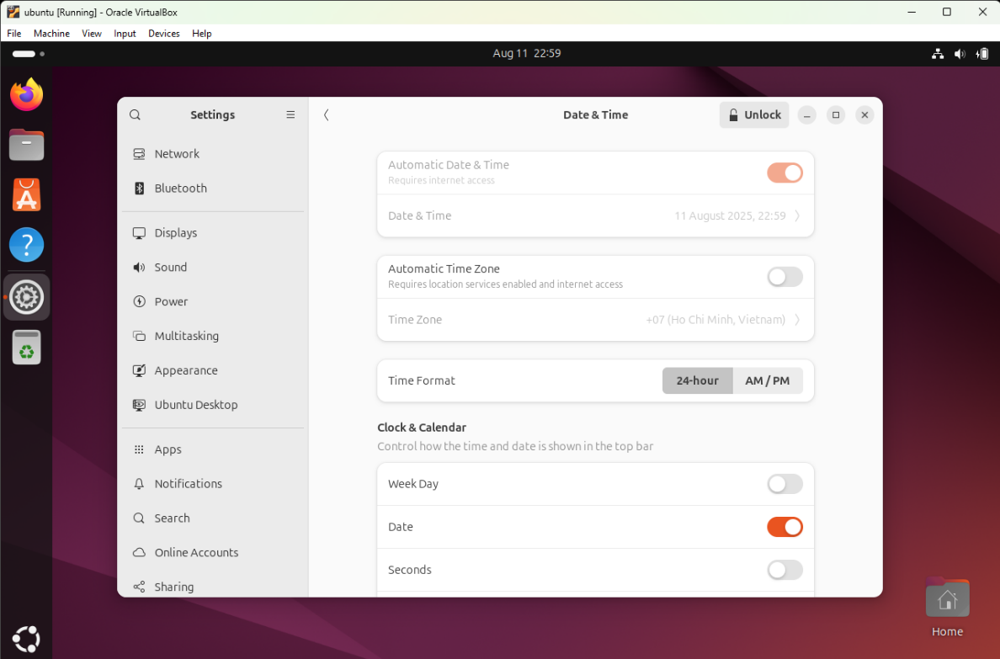 ubuntu [Running] - Oracle VirtualBox
File Machine View Input Devices Help
Aug 11 22:59
Settings
Date & Time
Unlock
Network
Bluetooth
Displays
Sound
Power
Multitasking
Appearance
Ubuntu Desktop
Apps
Notifications
Search
Online Accounts
Sharing
Automatic Date & Time
Requires internet access
Date & Time 11 August 2025, 22:59
Automatic Time Zone
Requires location services enabled and internet access
Time Zone +07 (Ho Chi Minh, Vietnam)
Time Format 24-hour AM / PM
Clock & Calendar
Control how the time and date is shown in the top bar
Week Day
Date
Seconds
Home